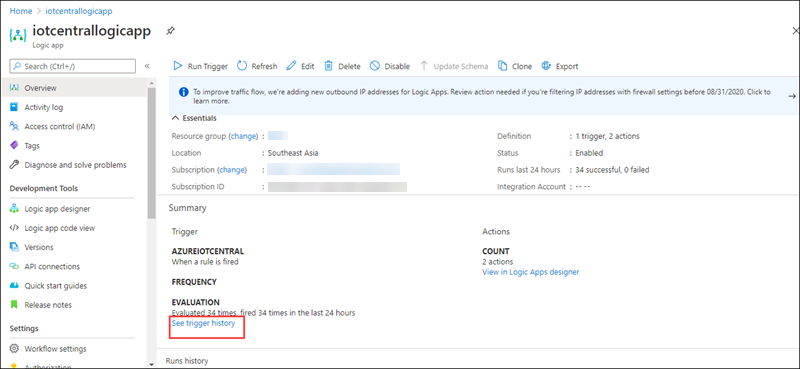 Home > iotcentrallogicapp
iotcentrallogicapp
Logic app
Search (Ctrl+/)
Overview
Activity log
Access control (IAM)
Tags
Diagnose and solve problems
Development Tools
Logic app designer
Logic app code view
Versions
API connections
Quick start guides
Release notes
Settings
Workflow settings
Authorization
Run Trigger Refresh Edit Delete Disable Update Schema Clone Export
To improve traffic flow, we're adding new outbound IP addresses for Logic Apps. Review action needed if you're filtering IP addresses with firewall settings before 08/31/2020. Click to
learn more.
Essentials
Resource group (change) :
Location : Southeast Asia
Subscription (change) :
Subscription ID :
Definition : 1 trigger, 2 actions
Status : Enabled
Runs last 24 hours : 34 successful, 0 failed
Integration Account : -- --
Summary
Trigger
AZUREIOTCENTRAL
When a rule is fired
FREQUENCY
EVALUATION
Evaluated 34 times, fired 34 times in the last 24 hours
See trigger history
Actions
COUNT
2 actions
View in Logic Apps designer
Runs history